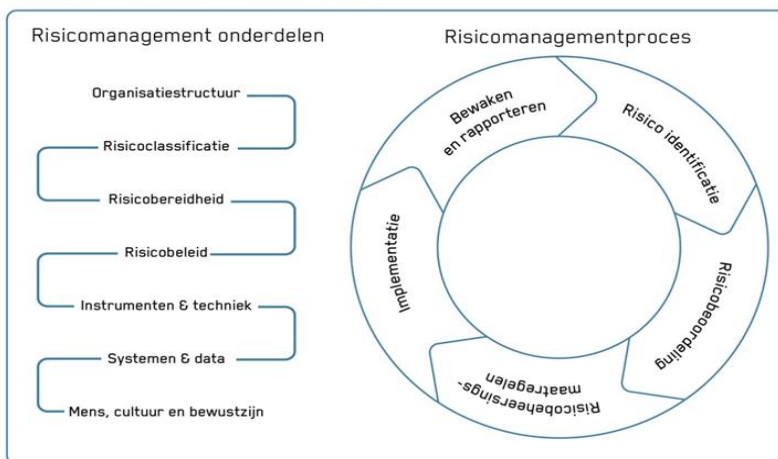 Risicomanagement onderdelen
Organisatiestructuur
Risicoclassificatie
Risicobereidheid
Risicobeleid
Instrumenten & techniek
Systemen & data
Mens, cultuur en bewustzijn
Risicomanagementproces
Bewaken
en rapporteren
Risico identificatie
Risicobeoordeling
Risicobeheersings-
maatregelen
Implementatie